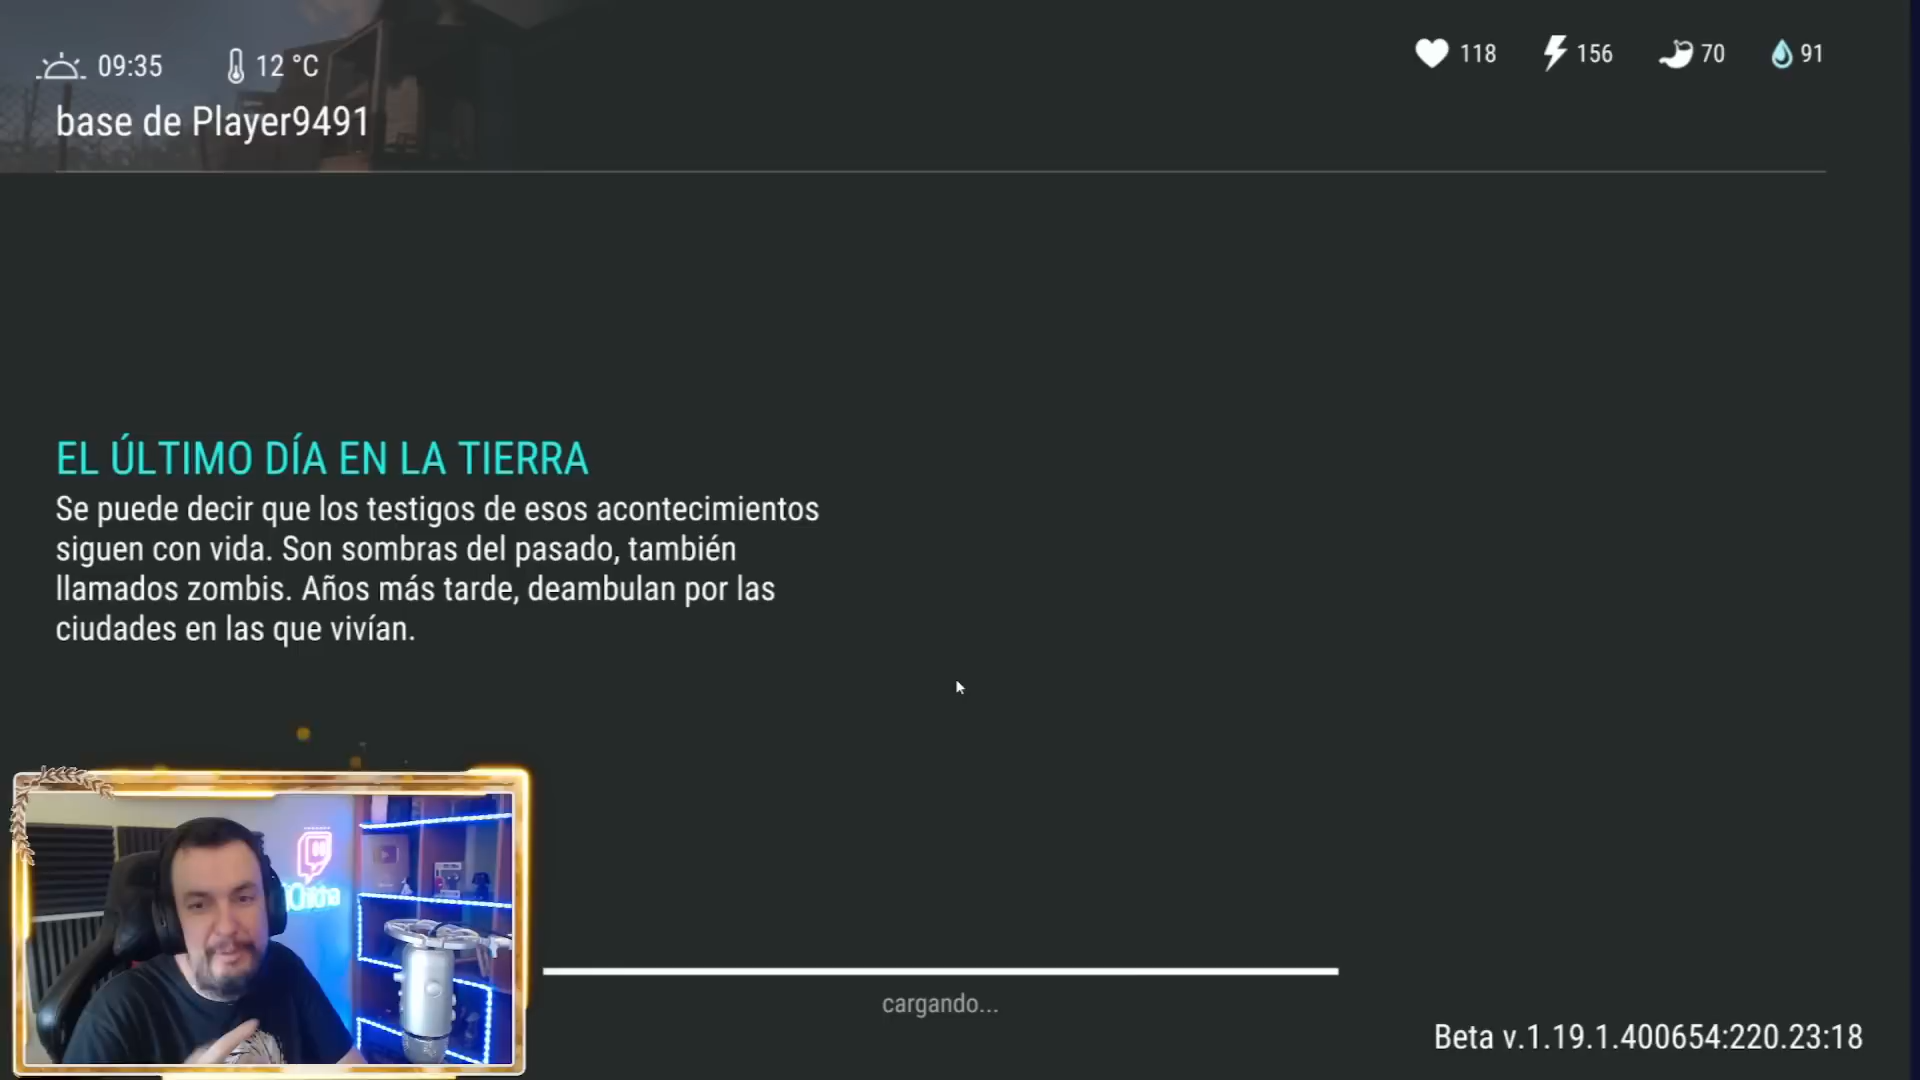 09:35
12 °C
118
156
70
91
base de Player9491
EL ÚLTIMO DÍA EN LA TIERRA
Se puede decir que los testigos de esos acontecimientos
siguen con vida. Son sombras del pasado, también
llamados zombis. Años más tarde, deambulan por las
ciudades en las que vivían.
cargando...
Beta v.1.19.1.400654:220.23:18